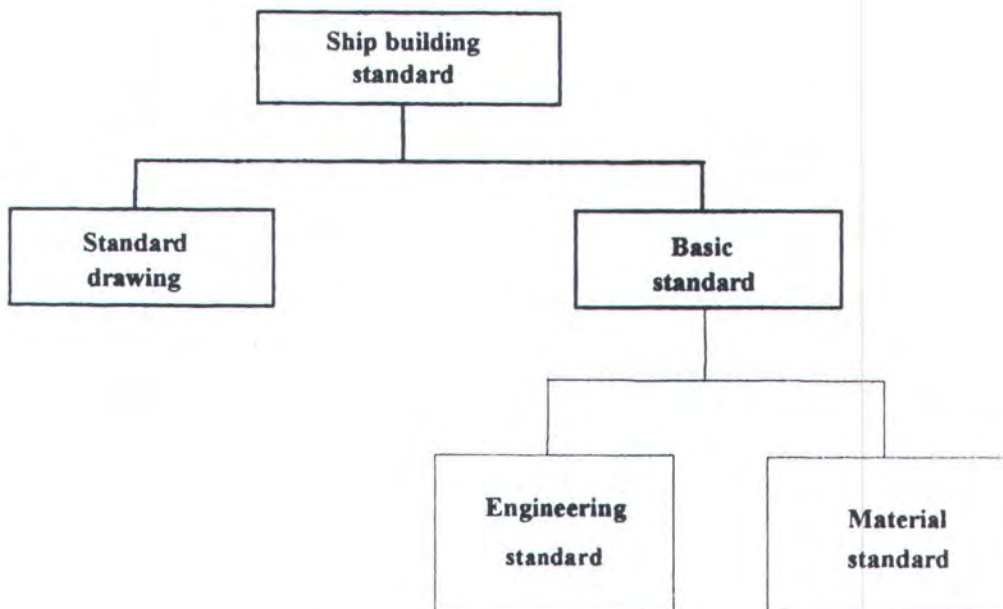 Ship building
standard
Standard
drawing
Basic
standard
Engineering
standard
Material
standard